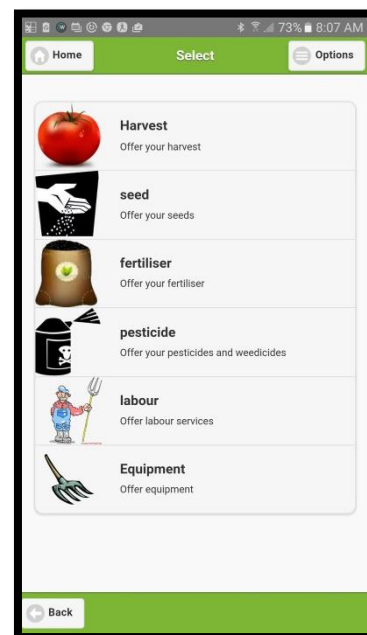 73% 8:07 AM
Home Select Options
Harvest
Offer your harvest
seed
Offer your seeds
fertiliser
Offer your fertiliser
pesticide
Offer your pesticides and weedicides
labour
Offer labour services
Equipment
Offer equipment
Back